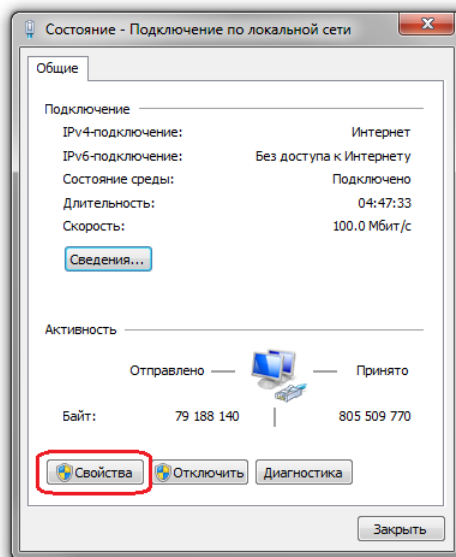 Состояние - Подключение по локальной сети
Общие
Подключение
IPv4-подключение: Интернет
IPv6-подключение: Без доступа к Интернету
Состояние среды: Подключено
Длительность: 04:47:33
Скорость: 100.0 Мбит/с
Сведения...
Активность
Отправлено — — Принято
Байт: 79 188 140 | 805 509 770
Свойства Отключить Диагностика
Закрыть